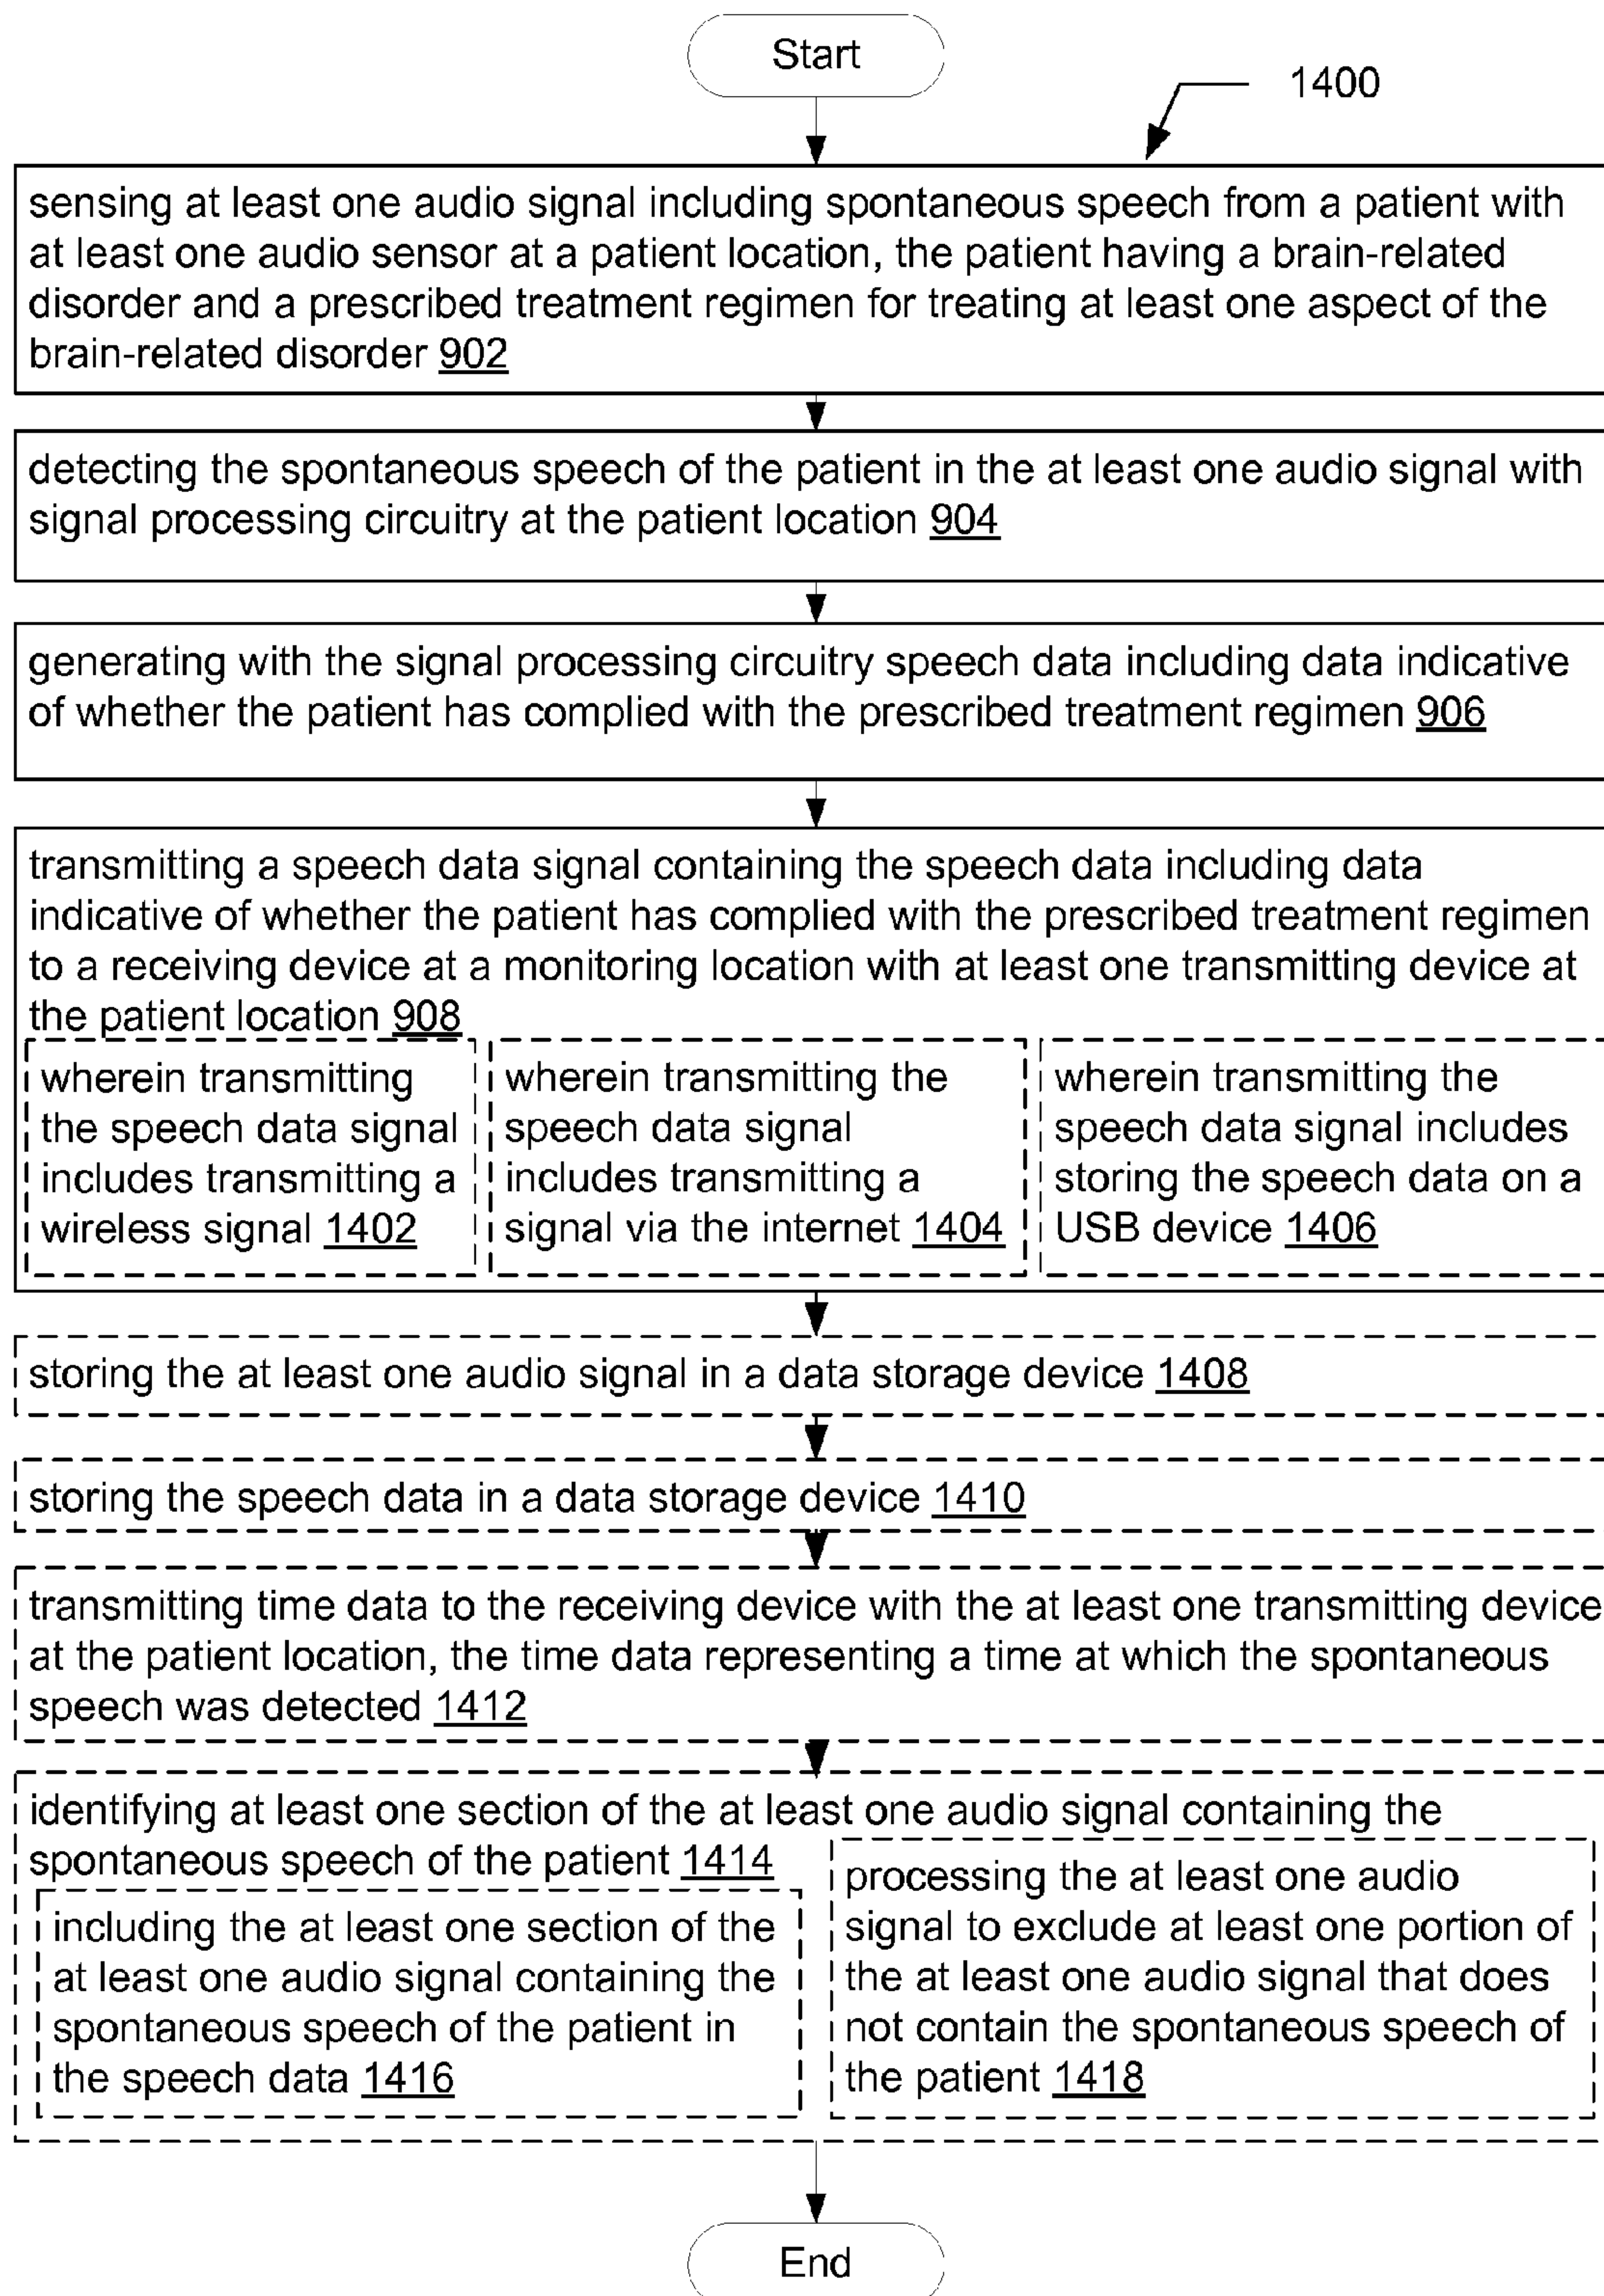 Start
1400
sensing at least one audio signal including spontaneous speech from a patient with
at least one audio sensor at a patient location, the patient having a brain-related
disorder and a prescribed treatment regimen for treating at least one aspect of the
brain-related disorder 902
detecting the spontaneous speech of the patient in the at least one audio signal with
signal processing circuitry at the patient location 904
generating with the signal processing circuitry speech data including data indicative
of whether the patient has complied with the prescribed treatment regimen 906
transmitting a speech data signal containing the speech data including data
indicative of whether the patient has complied with the prescribed treatment regimen
to a receiving device at a monitoring location with at least one transmitting device at
the patient location 908
wherein transmitting
the speech data signal
includes transmitting a
wireless signal 1402
wherein transmitting the
speech data signal
includes transmitting a
signal via the internet 1404
wherein transmitting the
speech data signal includes
storing the speech data on a
USB device 1406
storing the at least one audio signal in a data storage device 1408
storing the speech data in a data storage device 1410
transmitting time data to the receiving device with the at least one transmitting device
at the patient location, the time data representing a time at which the spontaneous
speech was detected 1412
identifying at least one section of the at least one audio signal containing the
spontaneous speech of the patient 1414
including the at least one section of the
at least one audio signal containing the
spontaneous speech of the patient in
the speech data 1416
processing the at least one audio
signal to exclude at least one portion of
the at least one audio signal that does
not contain the spontaneous speech of
the patient 1418
End